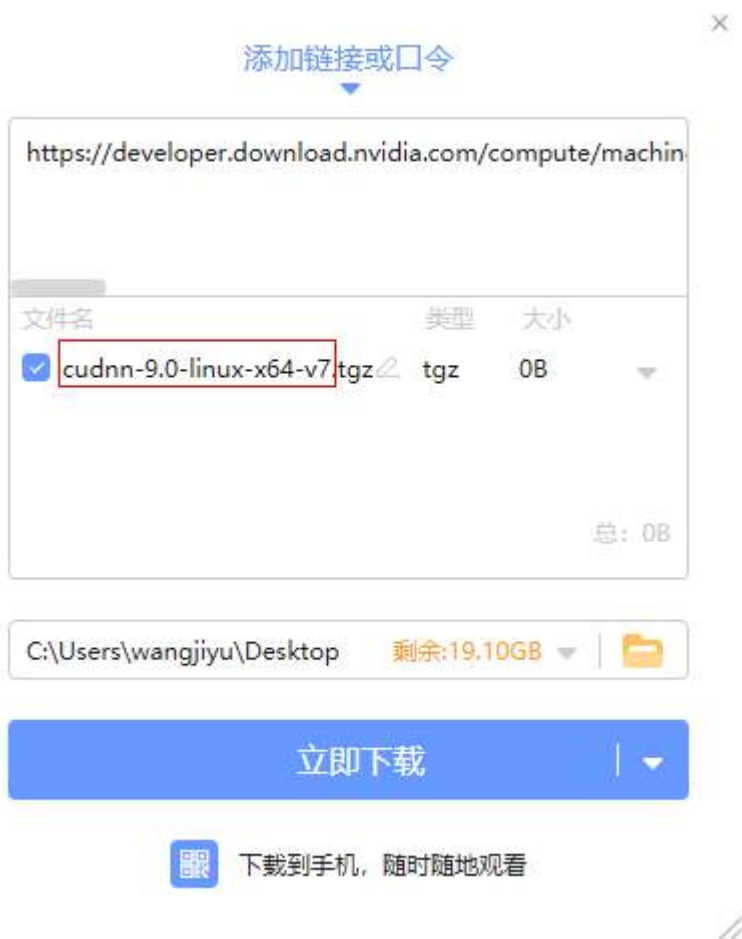 添加链接或口令
https://developer.download.nvidia.com/compute/machin
文件名 类型 大小
cudnn-9.0-linux-x64-v7.tgz tgz 0B
总: 0B
C:\Users\wangjiyu\Desktop 剩余:19.10GB
立即下载
下载到手机，随时随地观看